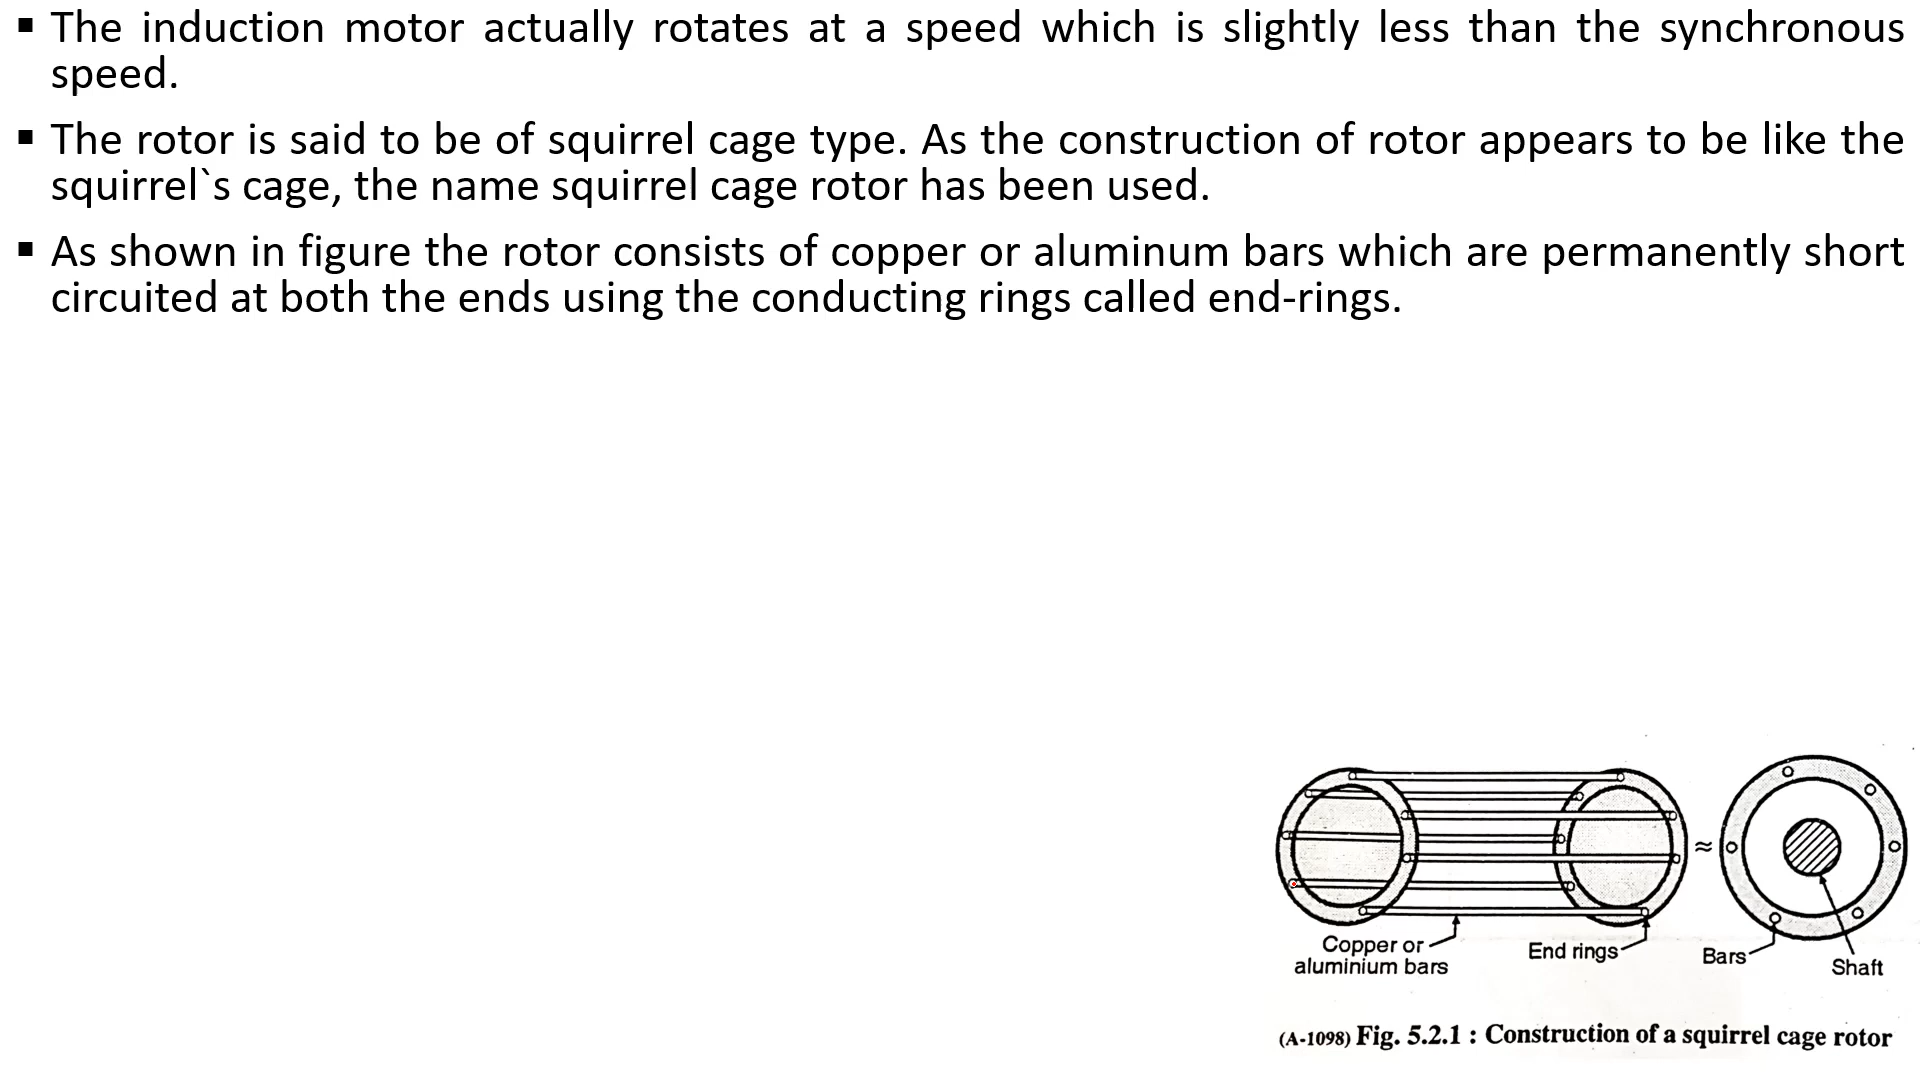 ▪ The induction motor actually rotates at a speed which is slightly less than the synchronous
speed.
▪ The rotor is said to be of squirrel cage type. As the construction of rotor appears to be like the
squirrel`s cage, the name squirrel cage rotor has been used.
▪ As shown in figure the rotor consists of copper or aluminum bars which are permanently short
circuited at both the ends using the conducting rings called end-rings.
≈
Copper or
aluminium bars
End rings
Bars
Shaft
(A-1098) Fig. 5.2.1 : Construction of a squirrel cage rotor